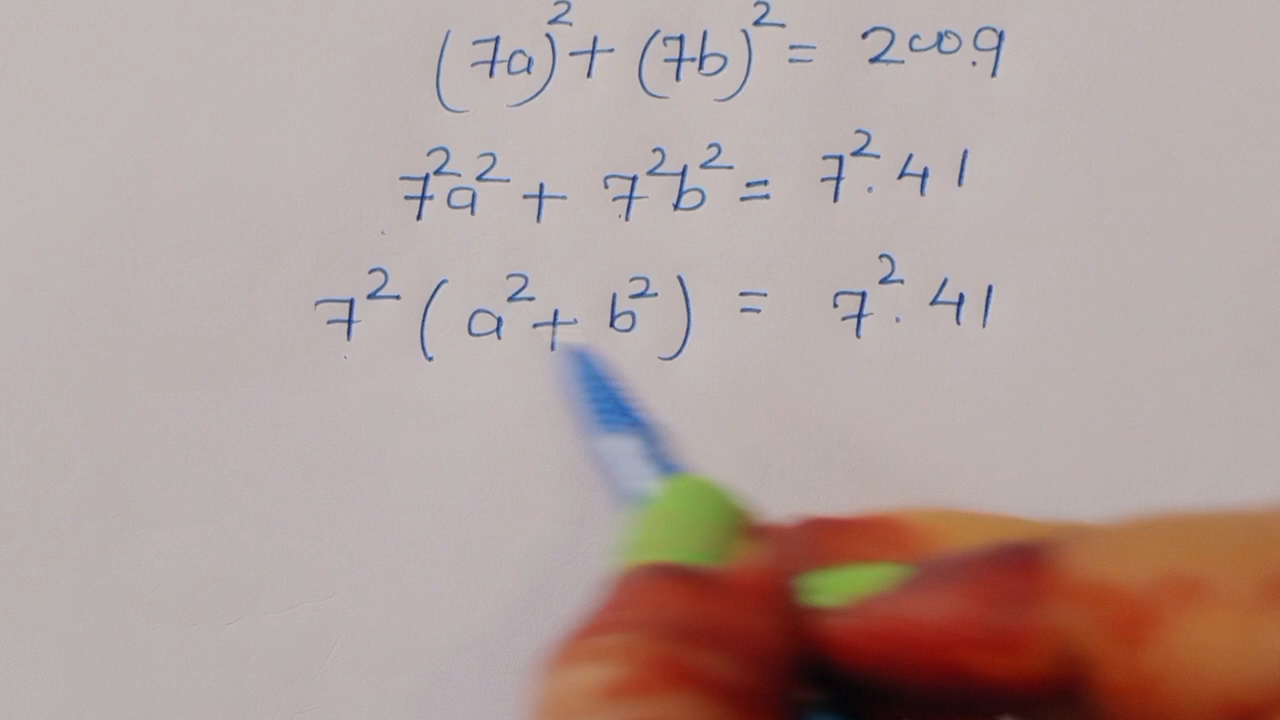 (7a)² + (7b)² = 2009
7²a² + 7²b² = 7².41
7²(a² + b²) = 7².41